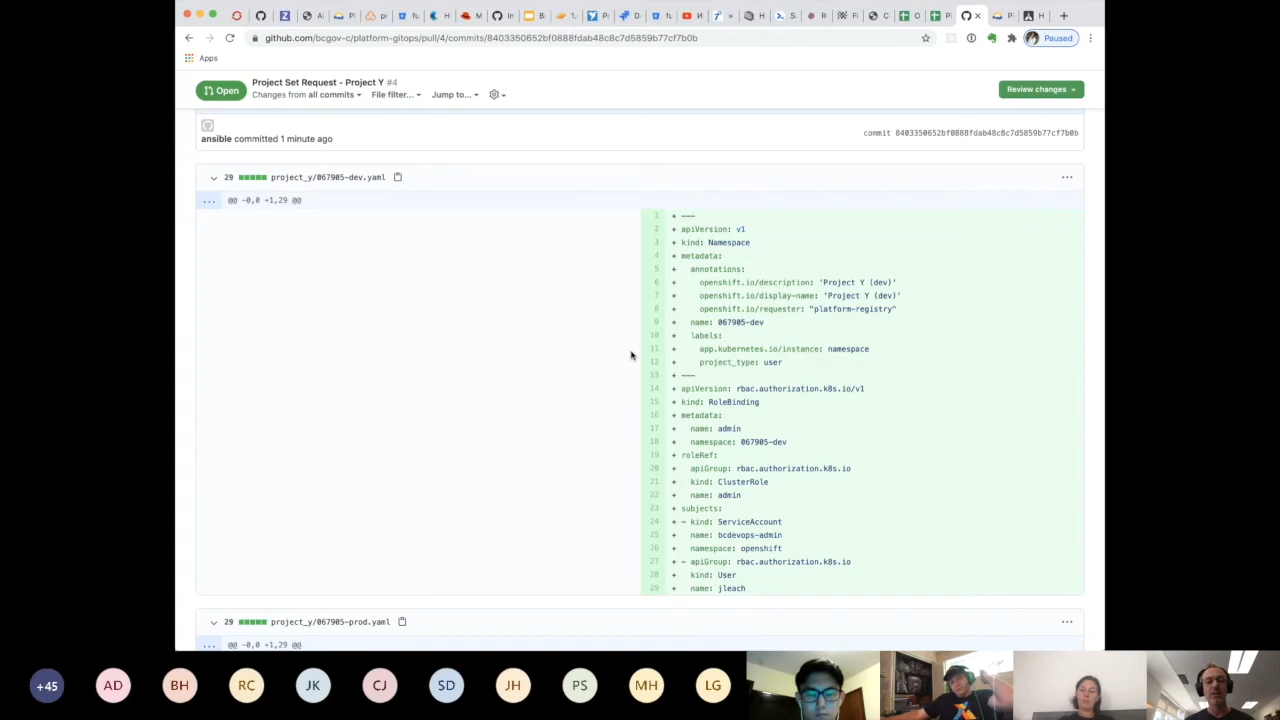 github.com/bcgov-c/platform-gitops/pull/4/commits/8403350652bf0888fdab48c8c7d5859b77cf7b0b
Paused
Apps
Open
Project Set Request - Project Y #4
Changes from all commits
File filter...
Jump to...
Review changes
ansible committed 1 minute ago
commit 8403350652bf0888fdab48c8c7d5859b77cf7b0b
29 project_y/067905-dev.yaml
... @@ -0,0 +1,29 @@
1 + ---
2 + apiVersion: v1
3 + kind: Namespace
4 + metadata:
5 + annotations:
6 + openshift.io/description: 'Project Y (dev)'
7 + openshift.io/display-name: 'Project Y (dev)'
8 + openshift.io/requester: "platform-registry"
9 + name: 067905-dev
10 + labels:
11 + app.kubernetes.io/instance: namespace
12 + project_type: user
13 + ---
14 + apiVersion: rbac.authorization.k8s.io/v1
15 + kind: RoleBinding
16 + metadata:
17 + name: admin
18 + namespace: 067905-dev
19 + roleRef:
20 + apiGroup: rbac.authorization.k8s.io
21 + kind: ClusterRole
22 + name: admin
23 + subjects:
24 + - kind: ServiceAccount
25 + name: bcdevops-admin
26 + namespace: openshift
27 + - apiGroup: rbac.authorization.k8s.io
28 + kind: User
29 + name: jleach
29 project_y/067905-prod.yaml
... @@ -0,0 +1,29 @@
+45
AD
BH
RC
JK
CJ
SD
JH
PS
MH
LG